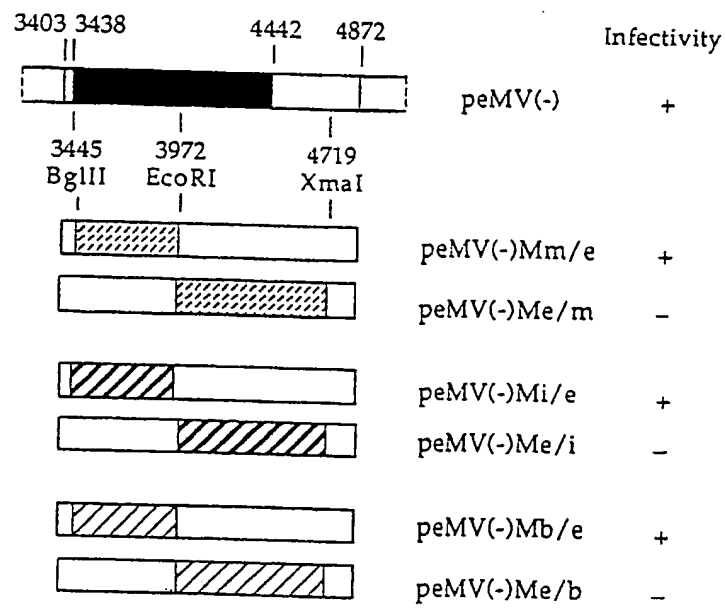 3403 3438 4442 4872 Infectivity
peMV(-) +
3445 3972 4719
BglII EcoRI XmaI
peMV(-)Mm/e +
peMV(-)Me/m –
peMV(-)Mi/e +
peMV(-)Me/i –
peMV(-)Mb/e +
peMV(-)Me/b –